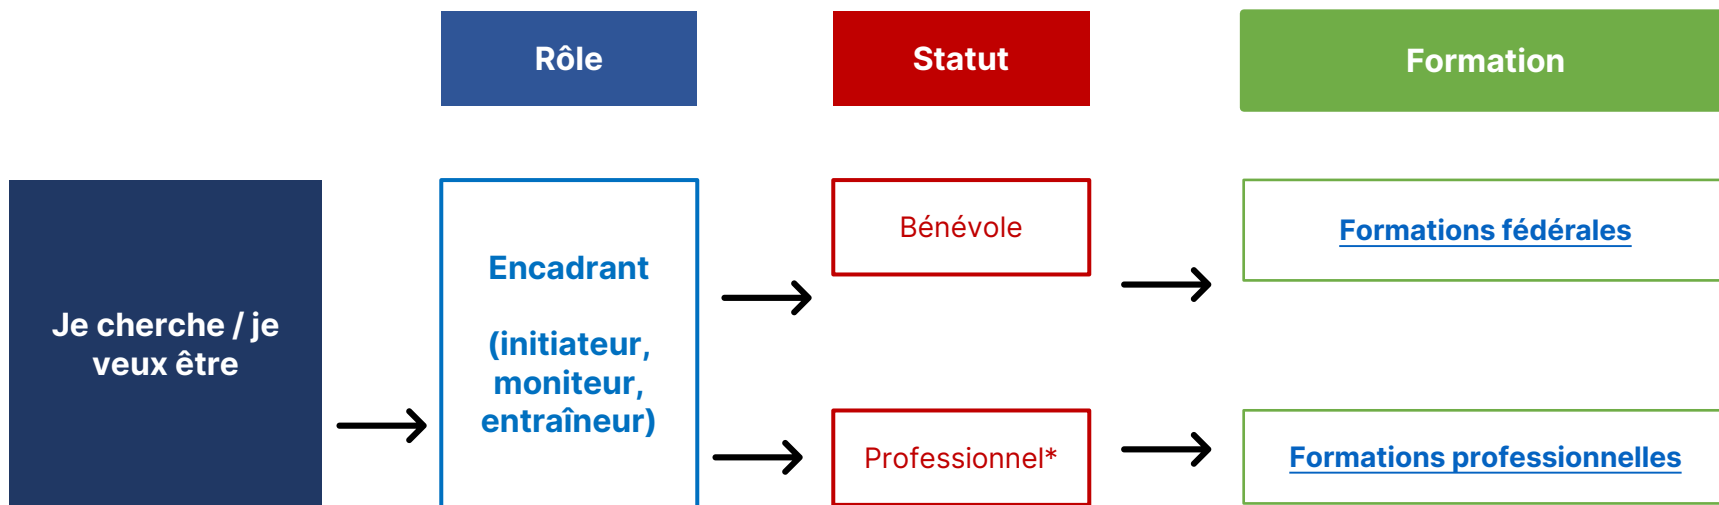 Rôle
Statut
Formation
Je cherche / je
veux être
Encadrant
(initiateur,
moniteur,
entraîneur)
Bénévole
Formations fédérales
Professionnel*
Formations professionnelles